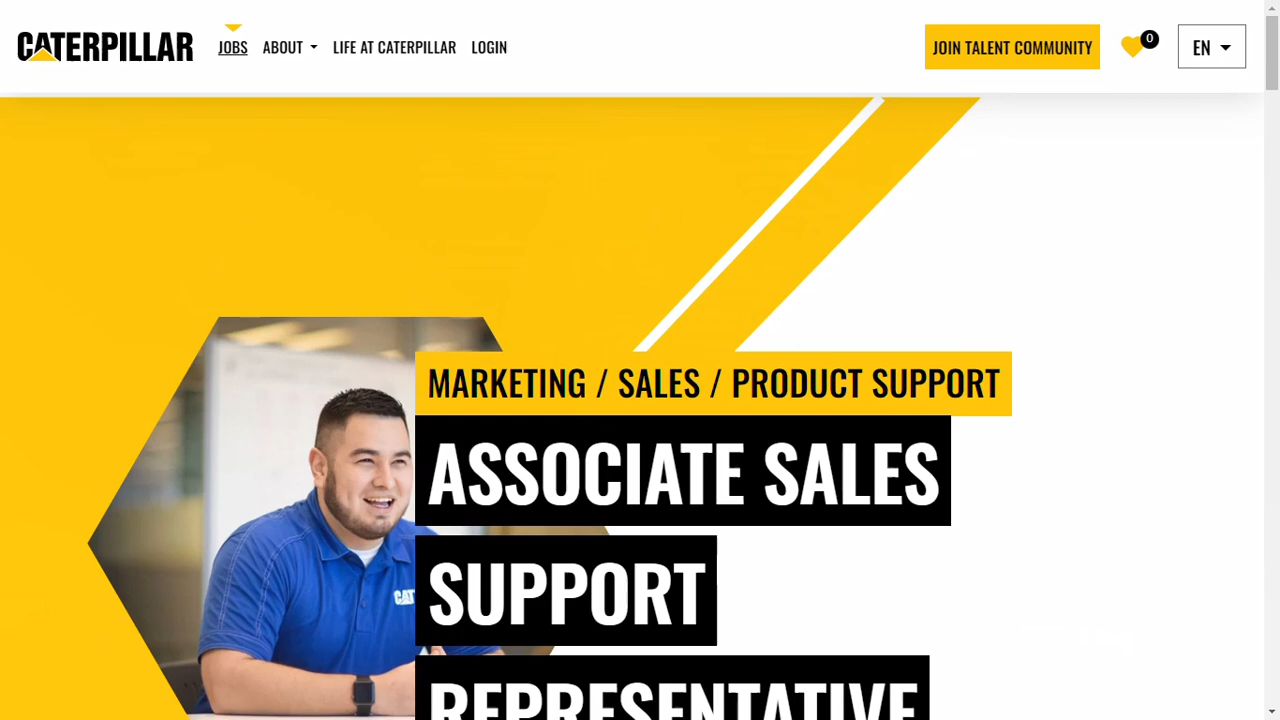 CATERPILLAR JOBS ABOUT LIFE AT CATERPILLAR LOGIN JOIN TALENT COMMUNITY 0 EN
MARKETING / SALES / PRODUCT SUPPORT
ASSOCIATE SALES
SUPPORT
CAT
REPRESENTATIVE